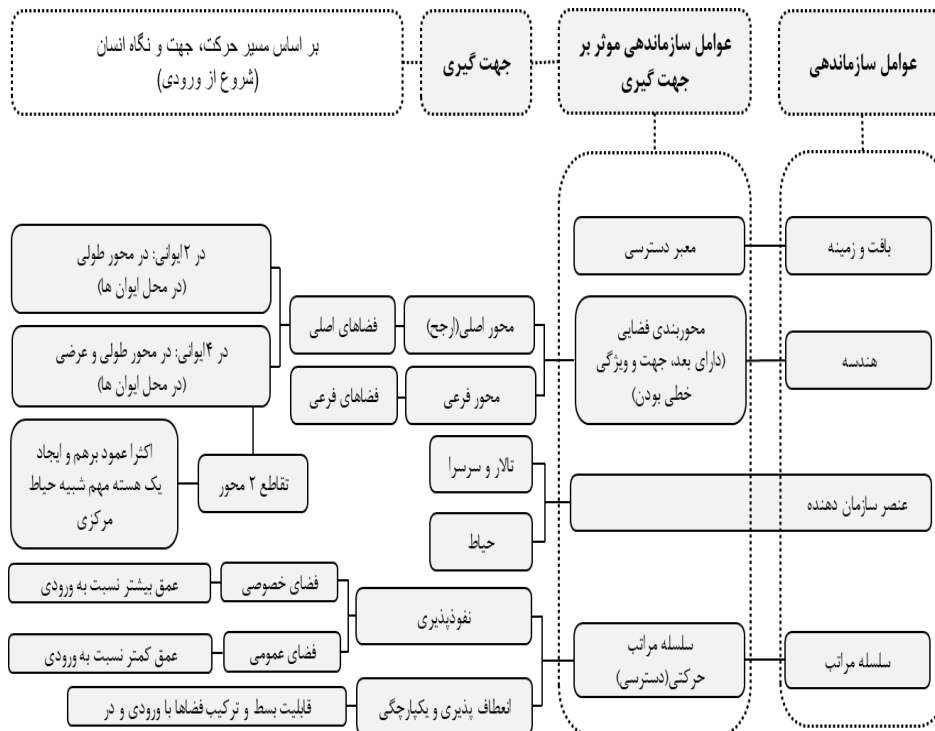 عوامل سازماندهی
عوامل سازماندهی موثر بر
جهت گیری
جهت گیری
بر اساس مسیر حرکت، جهت و نگاه انسان
(شروع از ورودی)
بافت و زمینه
معبر دسترسی
هندسه
محوربندی فضایی
(دارای بعد، جهت و ویژگی
خطی بودن)
محور اصلی(ارجح)
فضاهای اصلی
در ۲ایوانی: در محور طولی
(در محل ایوان ها)
در ۴ایوانی: در محور طولی و عرضی
(در محل ایوان ها)
محور فرعی
فضاهای فرعی
تقاطع ۲ محور
اکثرا عمود برهم و ایجاد
یک هسته مهم شبیه حیاط
مرکزی
عنصر سازمان دهنده
تالار و سرسرا
حیاط
سلسله مراتب
سلسله مراتب
حرکتی(دسترسی)
نفوذپذیری
فضای خصوصی
عمق بیشتر نسبت به ورودی
فضای عمومی
عمق کمتر نسبت به ورودی
انعطاف پذیری و یکپارچگی
قابلیت بسط و ترکیب فضاها با ورودی و در